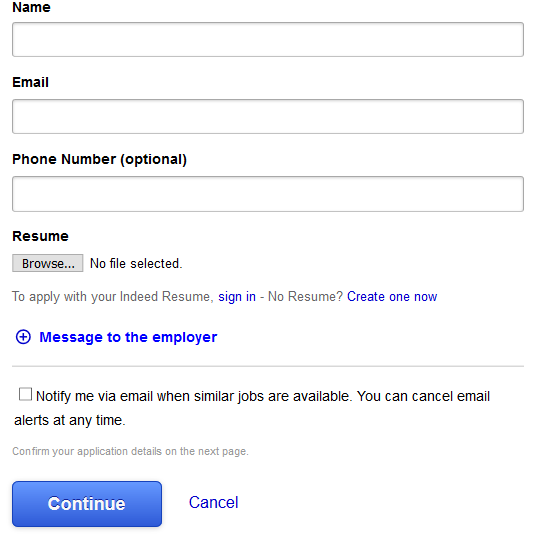 Name
Email
Phone Number (optional)
Resume
Browse... No file selected.
To apply with your Indeed Resume, sign in - No Resume? Create one now
Message to the employer
Notify me via email when similar jobs are available. You can cancel email
alerts at any time.
Confirm your application details on the next page.
Continue Cancel